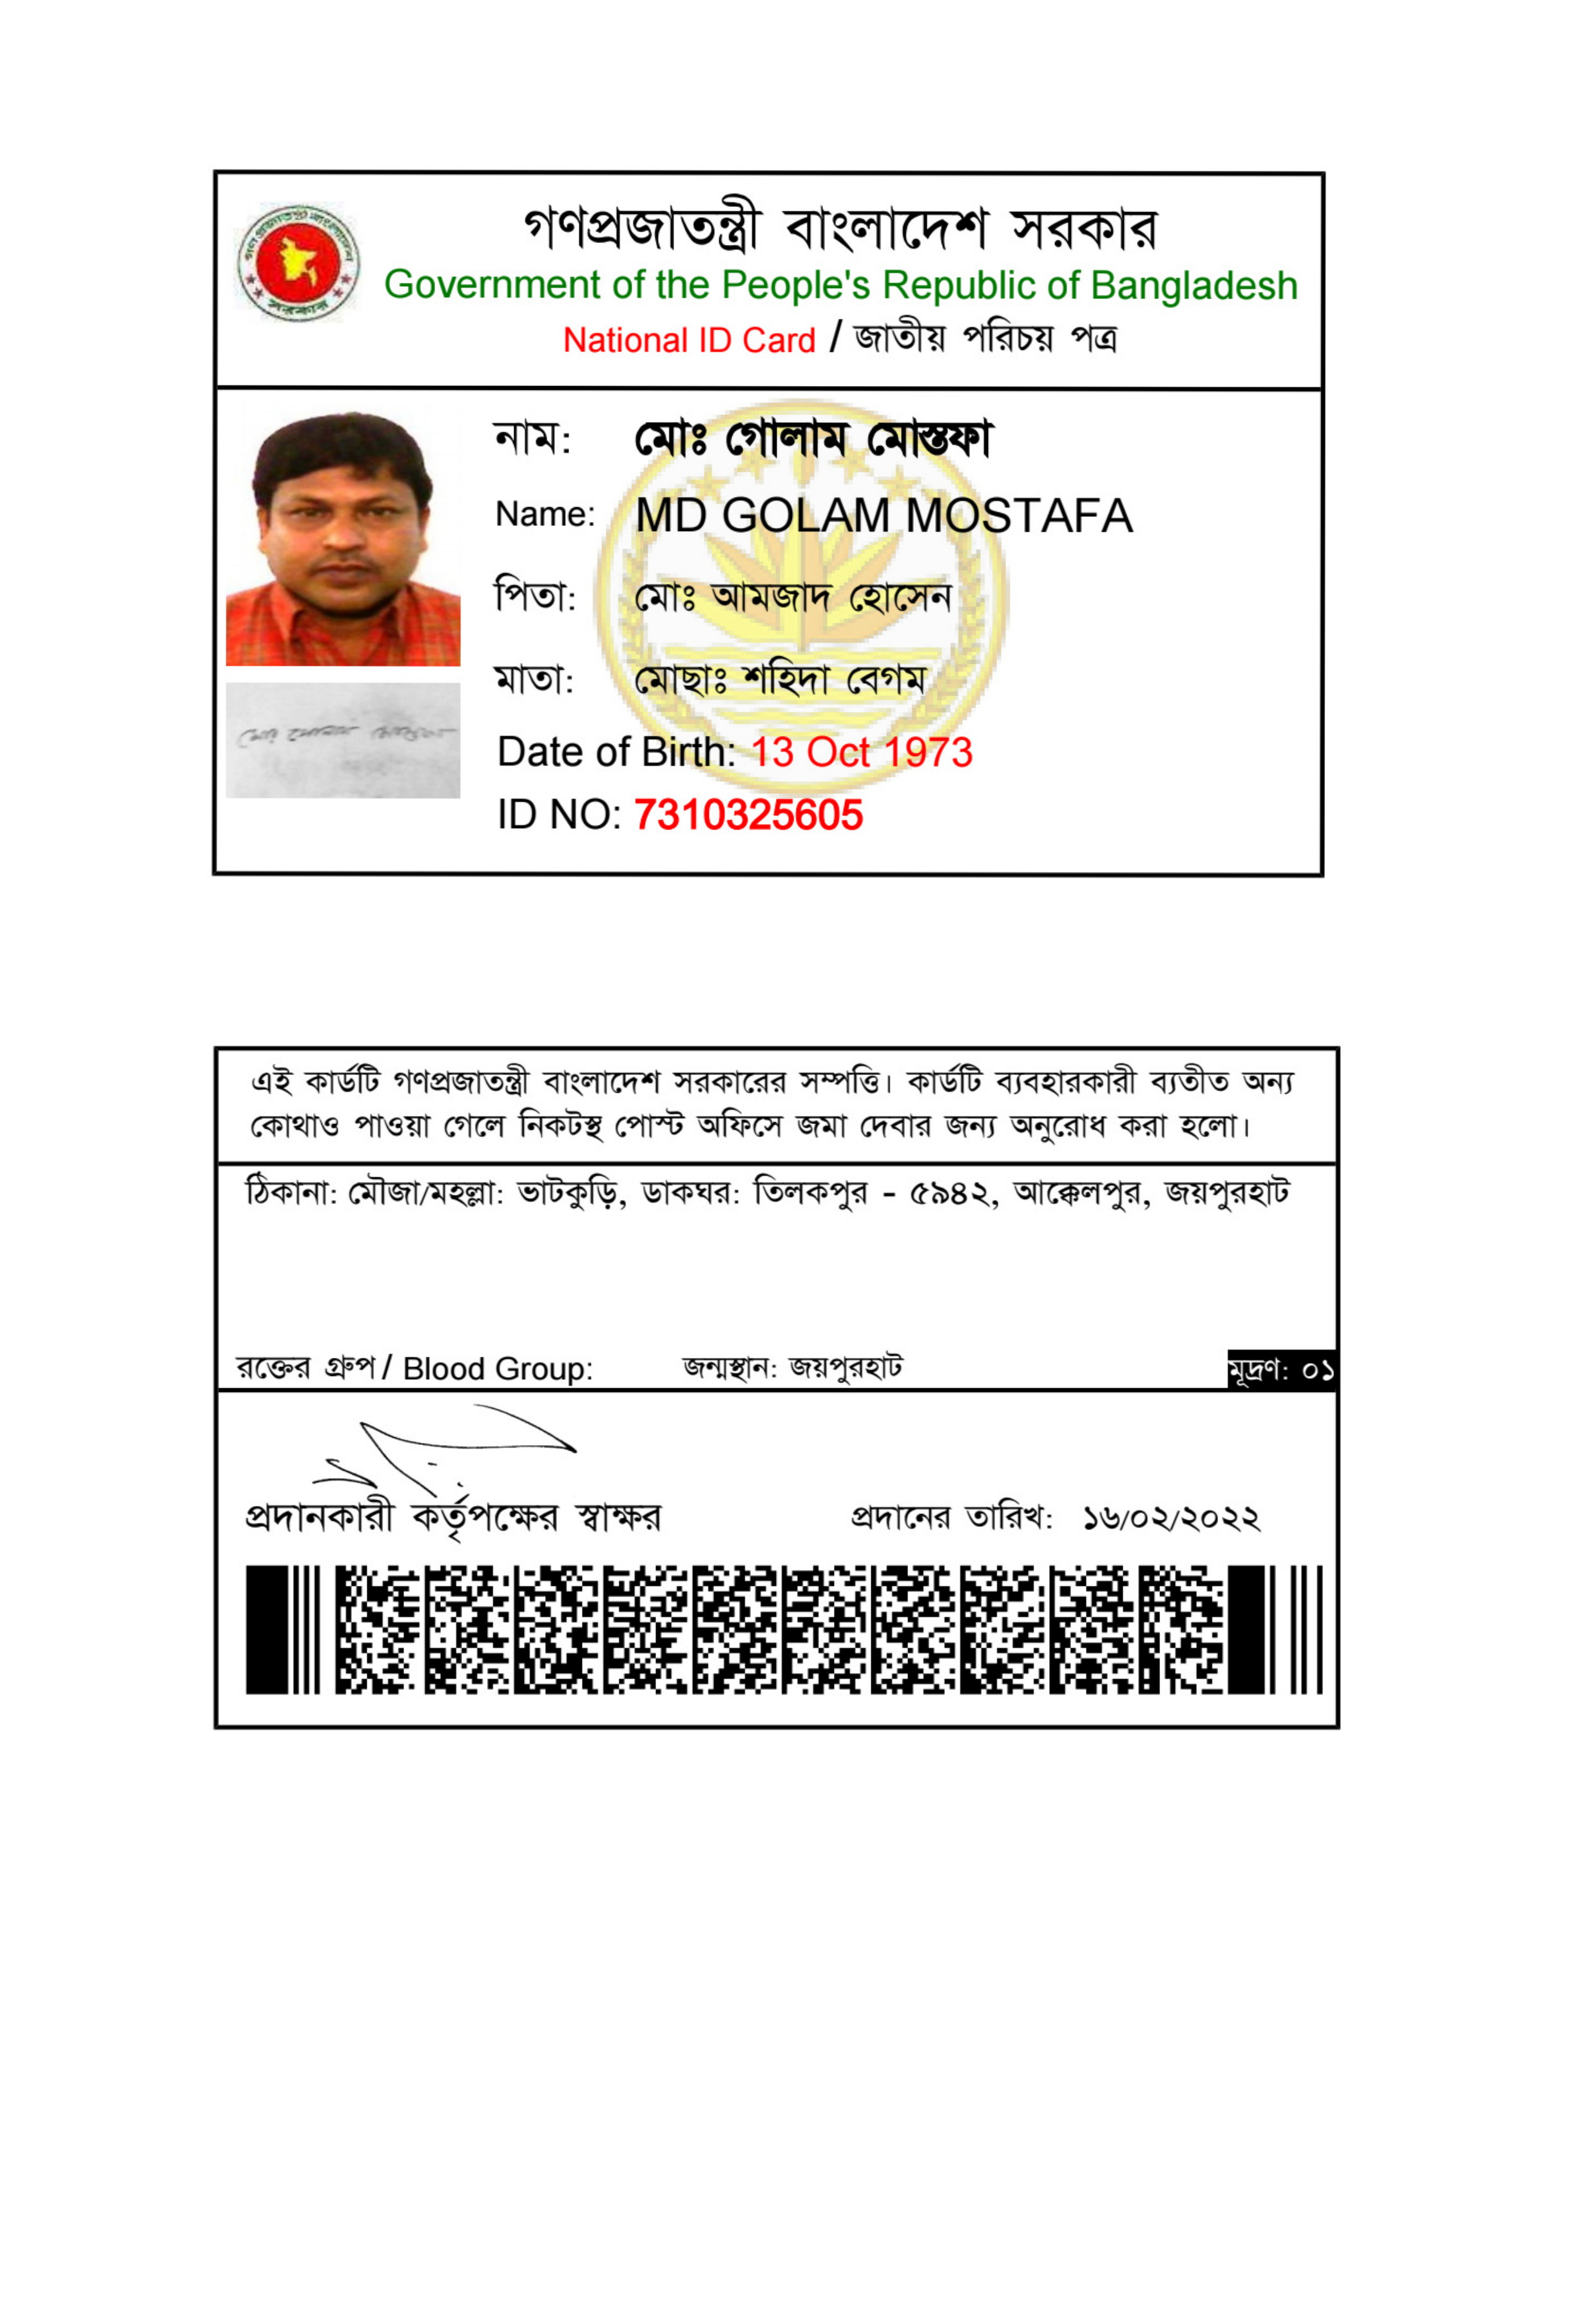 গণপ্রজাতন্ত্রী বাংলাদেশ সরকার
Government of the People's Republic of Bangladesh
National ID Card / জাতীয় পরিচয় পত্র
নাম: মোঃ গোলাম মোস্তফা
Name: MD GOLAM MOSTAFA
পিতা: মোঃ আমজাদ হোসেন
মাতা: মোছাঃ শহিদা বেগম
মোঃ গোলাম মোস্তফা
Date of Birth: 13 Oct 1973
ID NO: 7310325605
এই কার্ডটি গণপ্রজাতন্ত্রী বাংলাদেশ সরকারের সম্পত্তি। কার্ডটি ব্যবহারকারী ব্যতীত অন্য
কোথাও পাওয়া গেলে নিকটস্থ পোস্ট অফিসে জমা দেবার জন্য অনুরোধ করা হলো।
ঠিকানা: মৌজা/মহল্লা: ভাটকুড়ি, ডাকঘর: তিলকপুর - ৫৯৪২, আক্কেলপুর, জয়পুরহাট
রক্তের গ্রুপ / Blood Group: জন্মস্থান: জয়পুরহাট মূদ্রণ: ০১
প্রদানকারী কর্তৃপক্ষের স্বাক্ষর প্রদানের তারিখ: ১৬/০২/২০২২